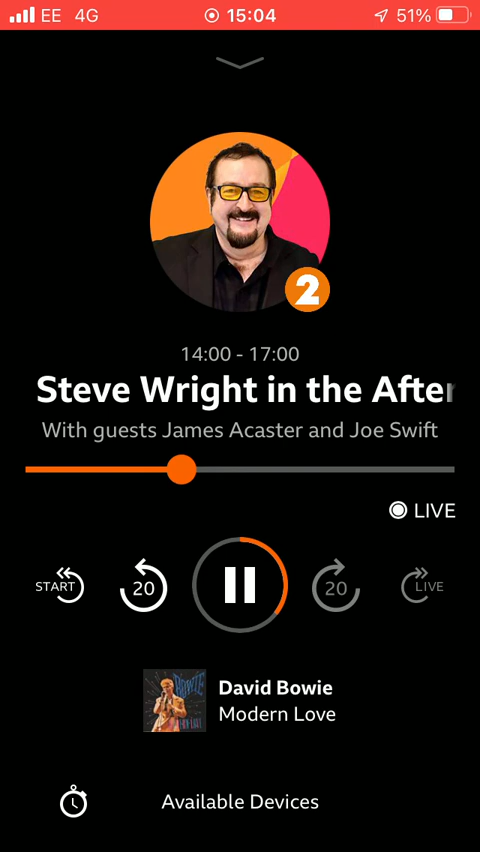 EE 4G 15:04 51%
2
14:00 - 17:00
Steve Wright in the After
With guests James Acaster and Joe Swift
LIVE
START 20 20 LIVE
David Bowie
Modern Love
Available Devices